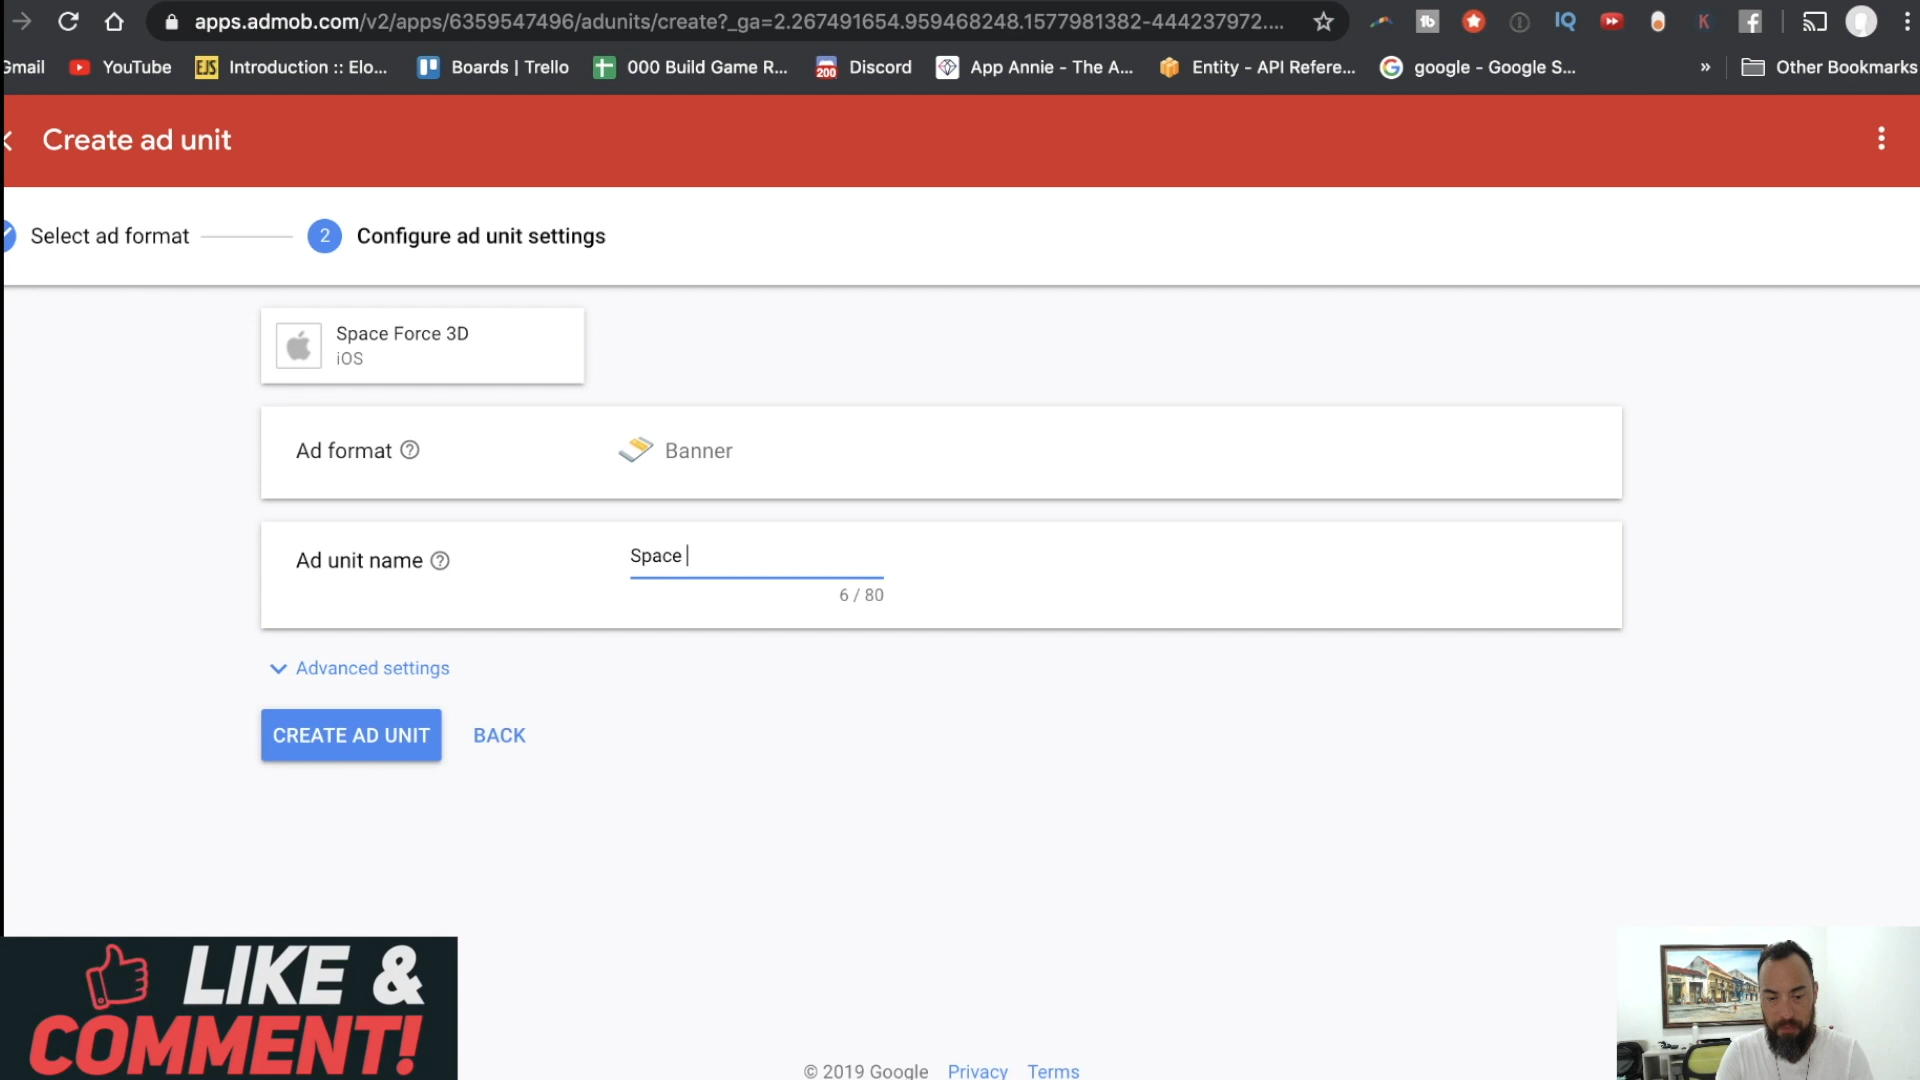 apps.admob.com/v2/apps/6359547496/adunits/create?_ga=2.267491654.959468248.1577981382-444237972....
Gmail YouTube EJS Introduction :: Elo... Boards | Trello 000 Build Game R... 200 Discord App Annie - The A... Entity - API Refere... google - Google S... » Other Bookmarks
Create ad unit
Select ad format 2 Configure ad unit settings
Space Force 3D
iOS
Ad format Banner
Ad unit name Space
6 / 80
Advanced settings
CREATE AD UNIT BACK
LIKE &
COMMENT!
© 2019 Google Privacy Terms